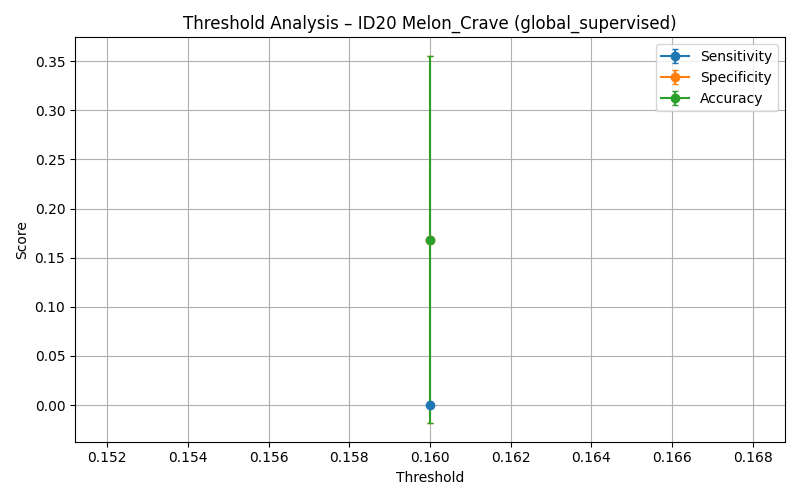 Threshold Analysis – ID20 Melon_Crave (global_supervised)
Sensitivity
Specificity
Accuracy
0.35
0.30
0.25
0.20
0.15
0.10
0.05
0.00
Score
0.152 0.154 0.156 0.158 0.160 0.162 0.164 0.166 0.168
Threshold